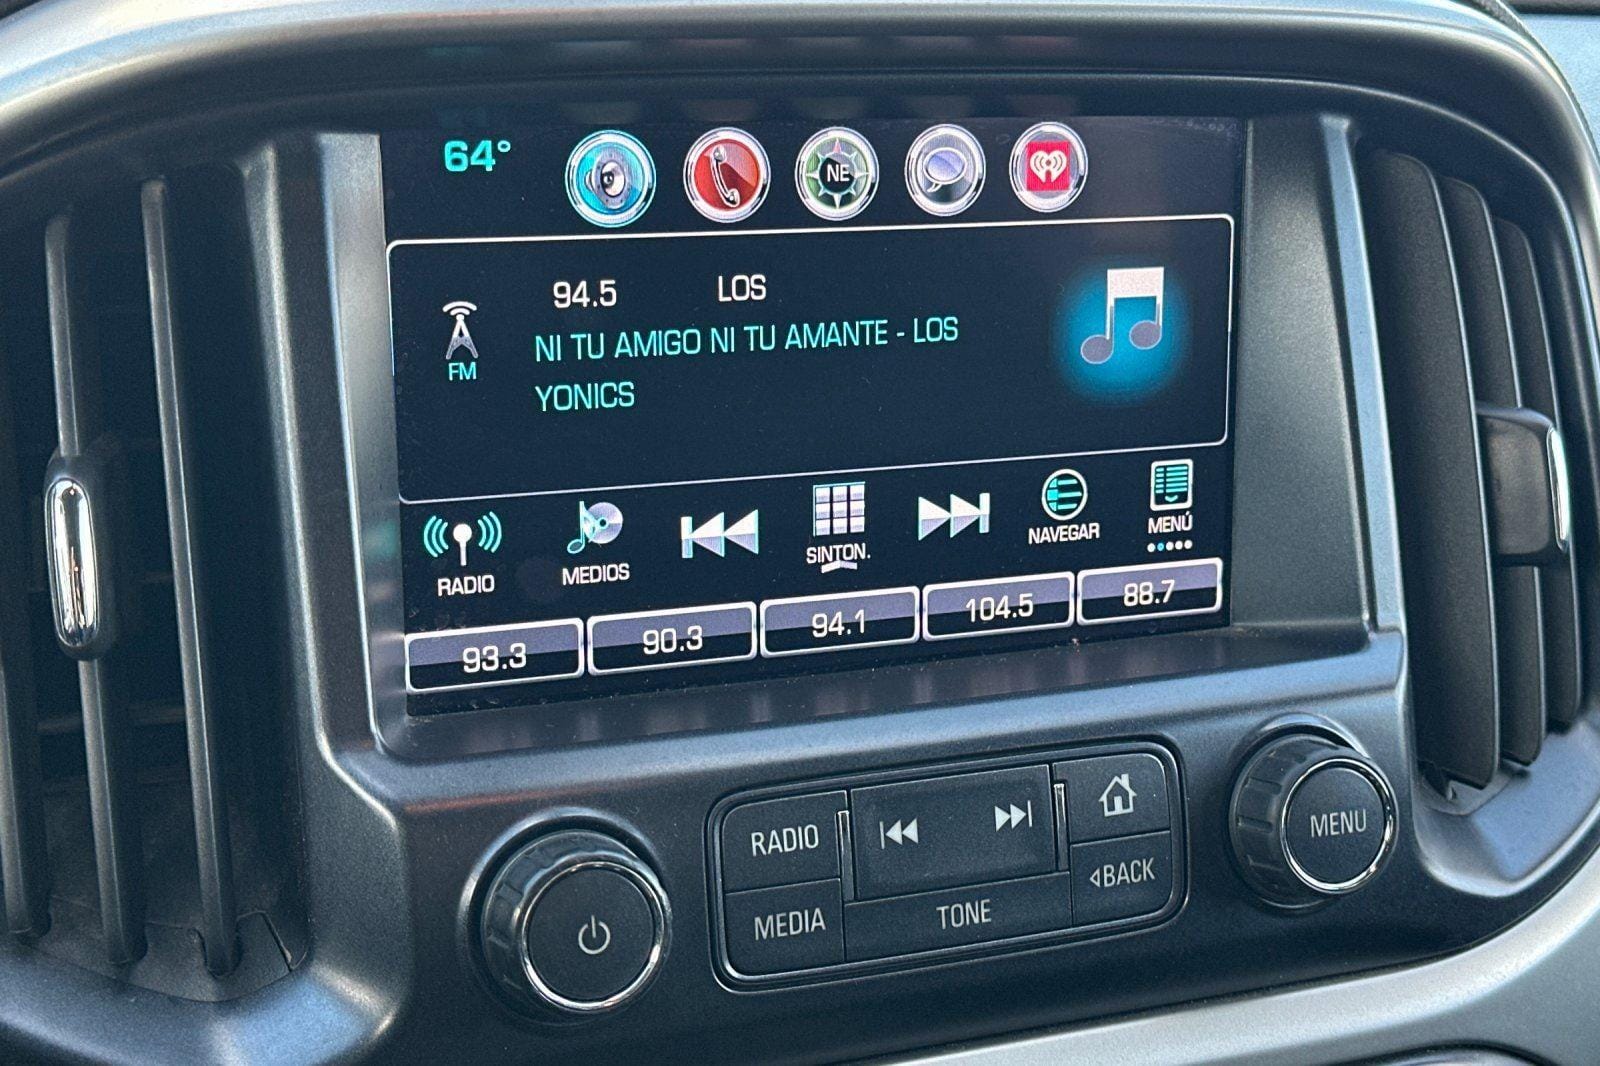 64°
NE
94.5 LOS
NI TU AMIGO NI TU AMANTE - LOS
YONICS
FM
RADIO MEDIOS SINTON. NAVEGAR MENÚ
93.3 90.3 94.1 104.5 88.7
RADIO
MEDIA
TONE
BACK
MENU